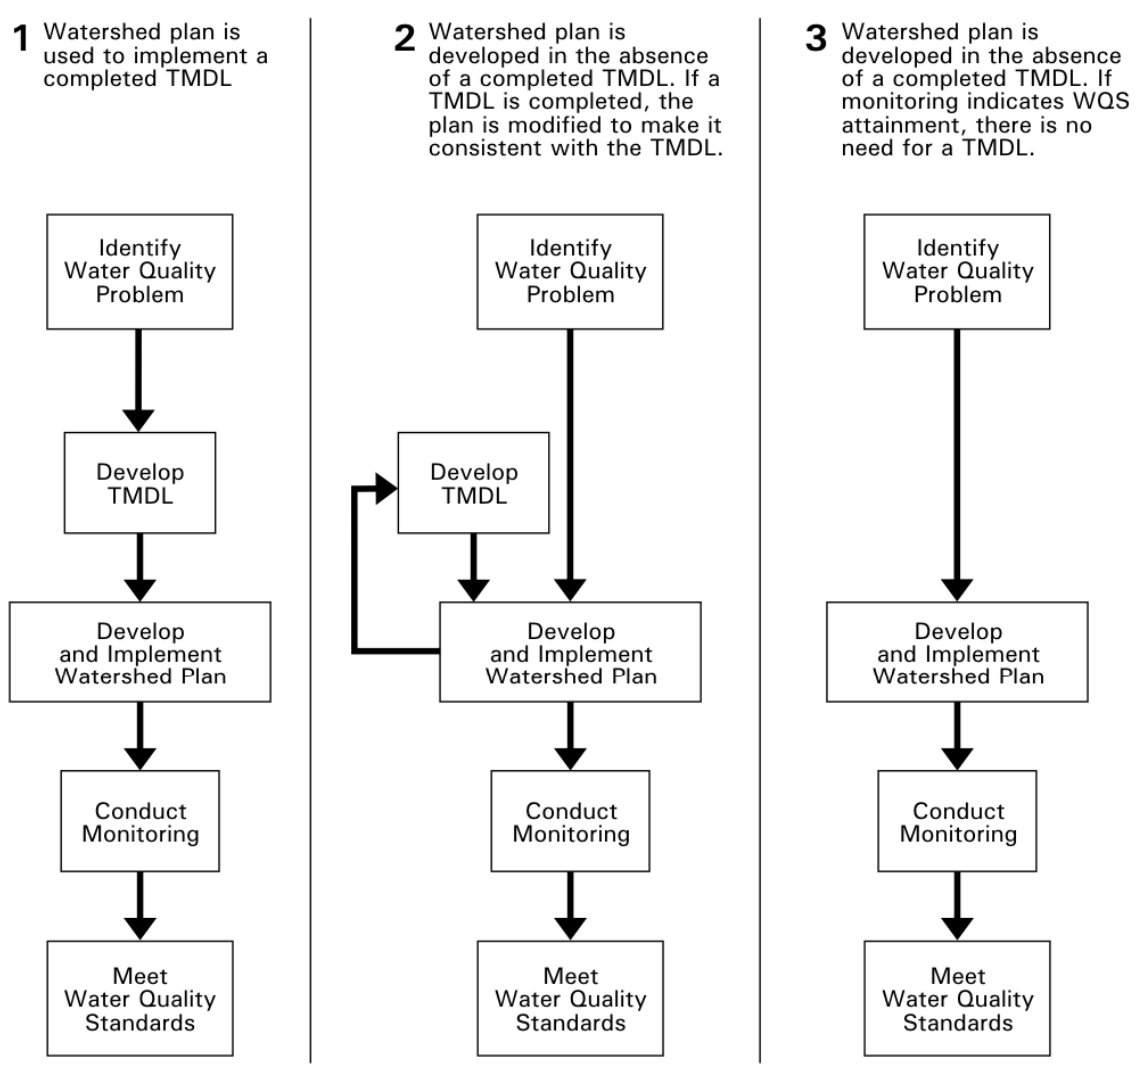 1 Watershed plan is
used to implement a
completed TMDL
Identify
Water Quality
Problem
Develop
TMDL
Develop
and Implement
Watershed Plan
Conduct
Monitoring
Meet
Water Quality
Standards
2 Watershed plan is
developed in the absence
of a completed TMDL. If a
TMDL is completed, the
plan is modified to make it
consistent with the TMDL.
Identify
Water Quality
Problem
Develop
TMDL
Develop
and Implement
Watershed Plan
Conduct
Monitoring
Meet
Water Quality
Standards
3 Watershed plan is
developed in the absence
of a completed TMDL. If
monitoring indicates WQS
attainment, there is no
need for a TMDL.
Identify
Water Quality
Problem
Develop
and Implement
Watershed Plan
Conduct
Monitoring
Meet
Water Quality
Standards